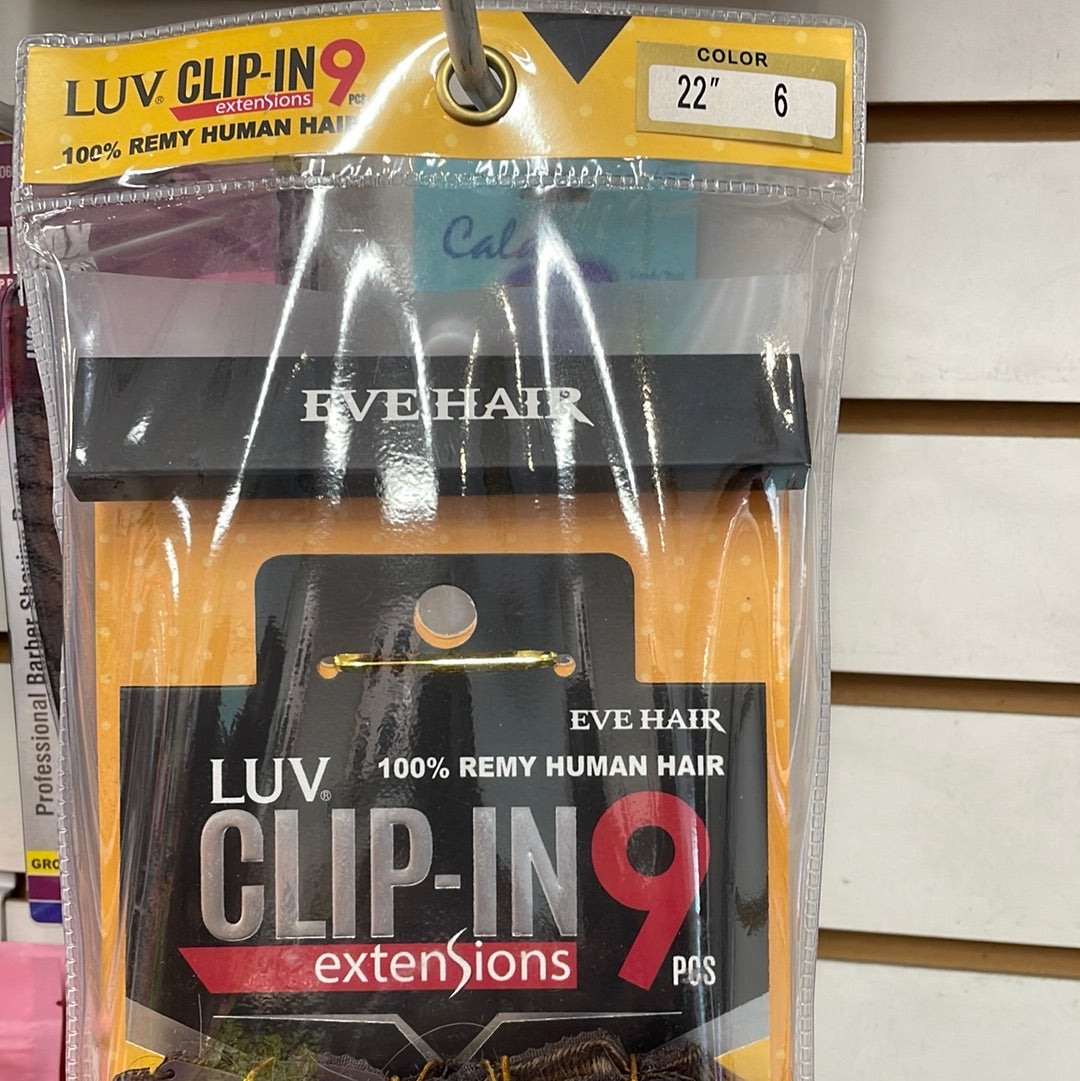 LUV® CLIP-IN 9 PCS
extensions
100% REMY HUMAN HAIR
COLOR
22" 6
EVE HAIR
EVE HAIR
LUV® 100% REMY HUMAN HAIR
CLIP-IN 9 PCS
extensions
Professional Barber